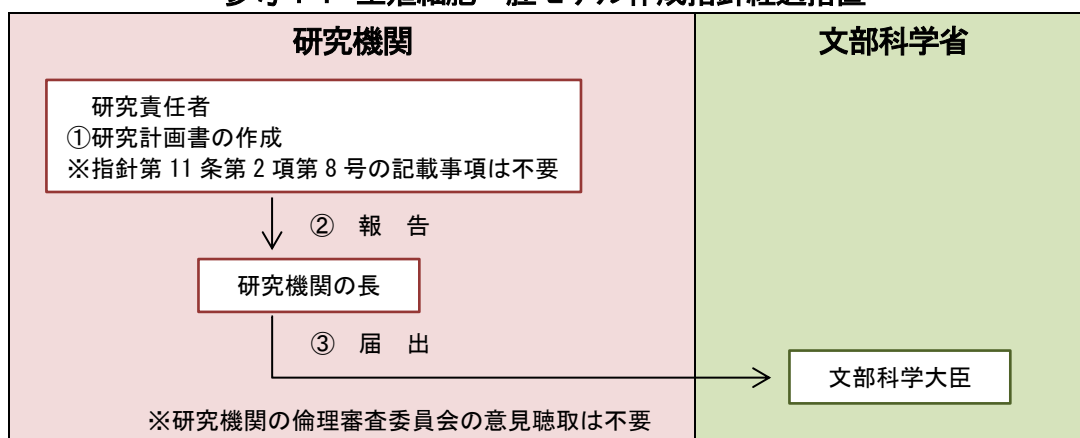 研究機関
文部科学省
研究責任者
①研究計画書の作成
※指針第 11 条第 2 項第 8 号の記載事項は不要
② 報 告
研究機関の長
③ 届 出
文部科学大臣
※研究機関の倫理審査委員会の意見聴取は不要